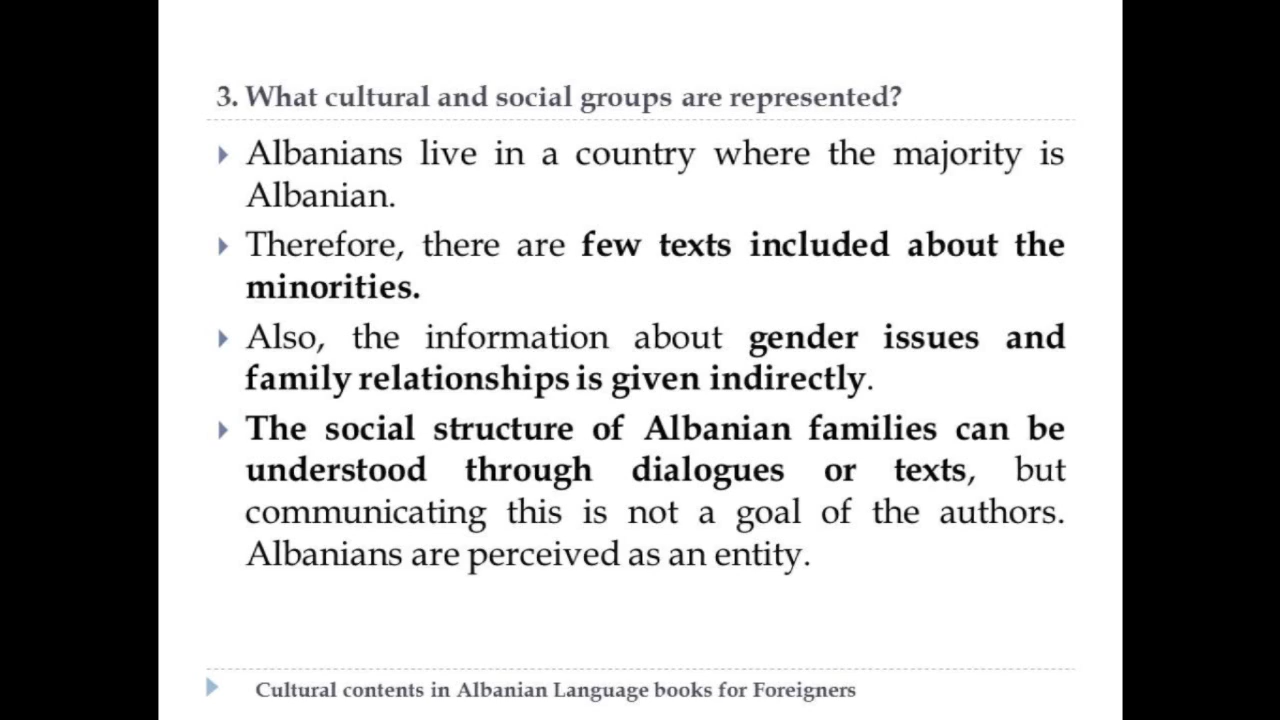 3. What cultural and social groups are represented?
Albanians live in a country where the majority is
Albanian.
Therefore, there are few texts included about the
minorities.
Also, the information about gender issues and
family relationships is given indirectly.
The social structure of Albanian families can be
understood through dialogues or texts, but
communicating this is not a goal of the authors.
Albanians are perceived as an entity.
Cultural contents in Albanian Language books for Foreigners